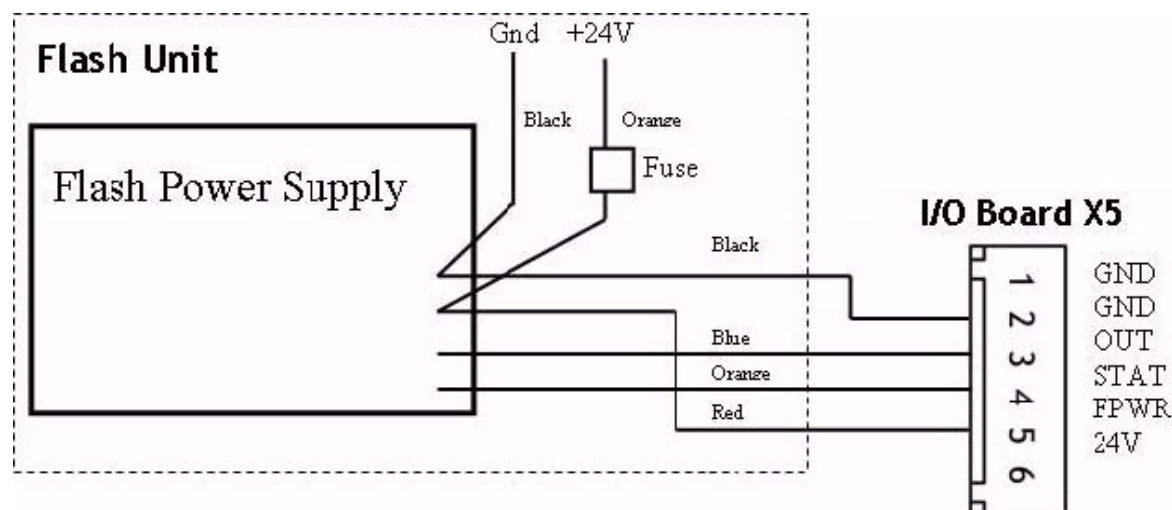 Gnd +24V
Flash Unit
Black Orange
Flash Power Supply
Fuse
I/O Board X5
Black
1 GND
2 GND
3 OUT
4 STAT
5 FPWR
6 24V
Blue
Orange
Red